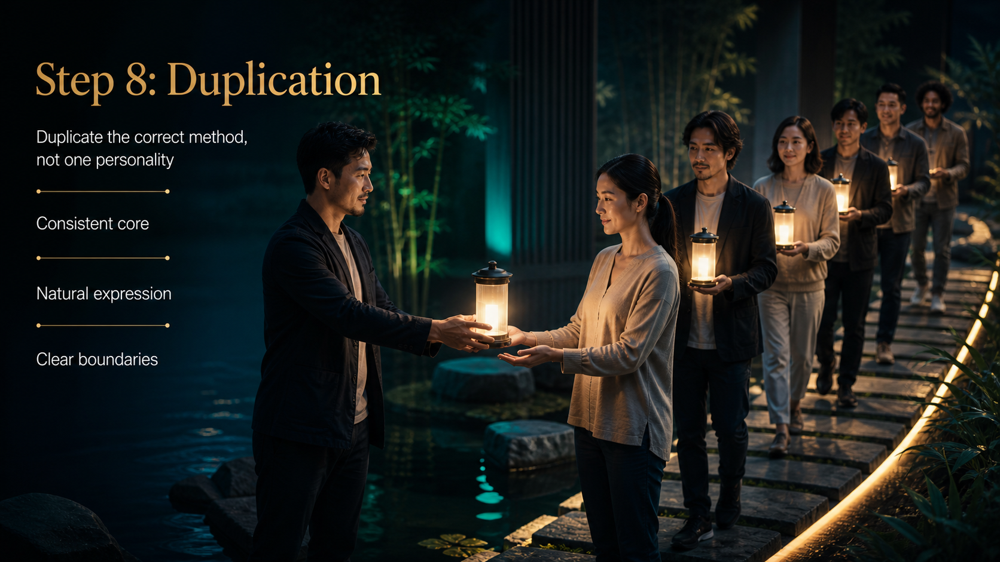 Step 8: Duplication
Duplicate the correct method,
not one personality
Consistent core
Natural expression
Clear boundaries